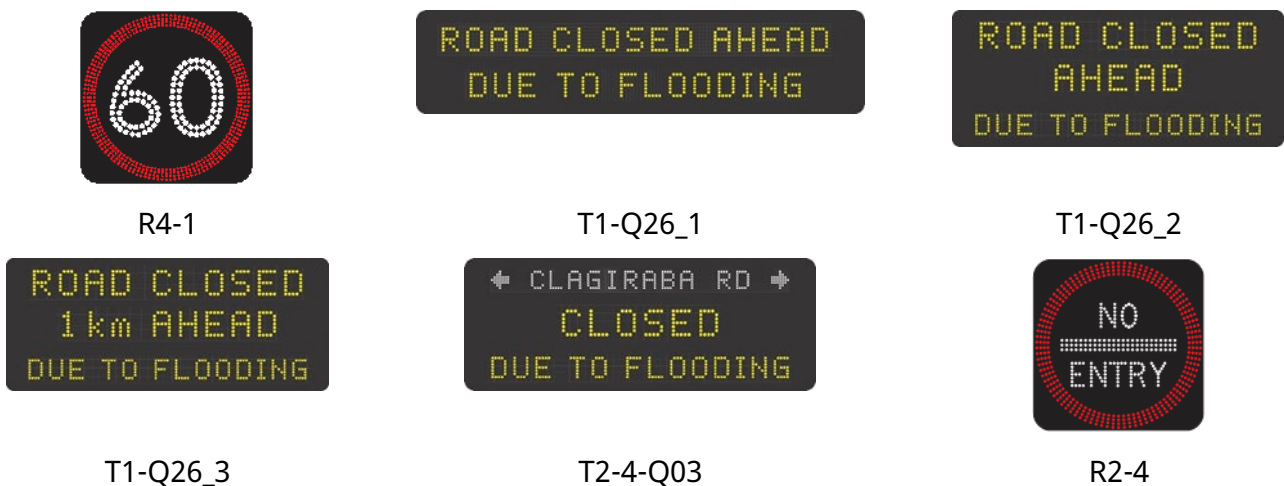 60
R4-1
ROAD CLOSED AHEAD
DUE TO FLOODING
T1-Q26_1
ROAD CLOSED
AHEAD
DUE TO FLOODING
T1-Q26_2
ROAD CLOSED
1km AHEAD
DUE TO FLOODING
T1-Q26_3
CLAGIRABA RD
CLOSED
DUE TO FLOODING
T2-4-Q03
NO
ENTRY
R2-4